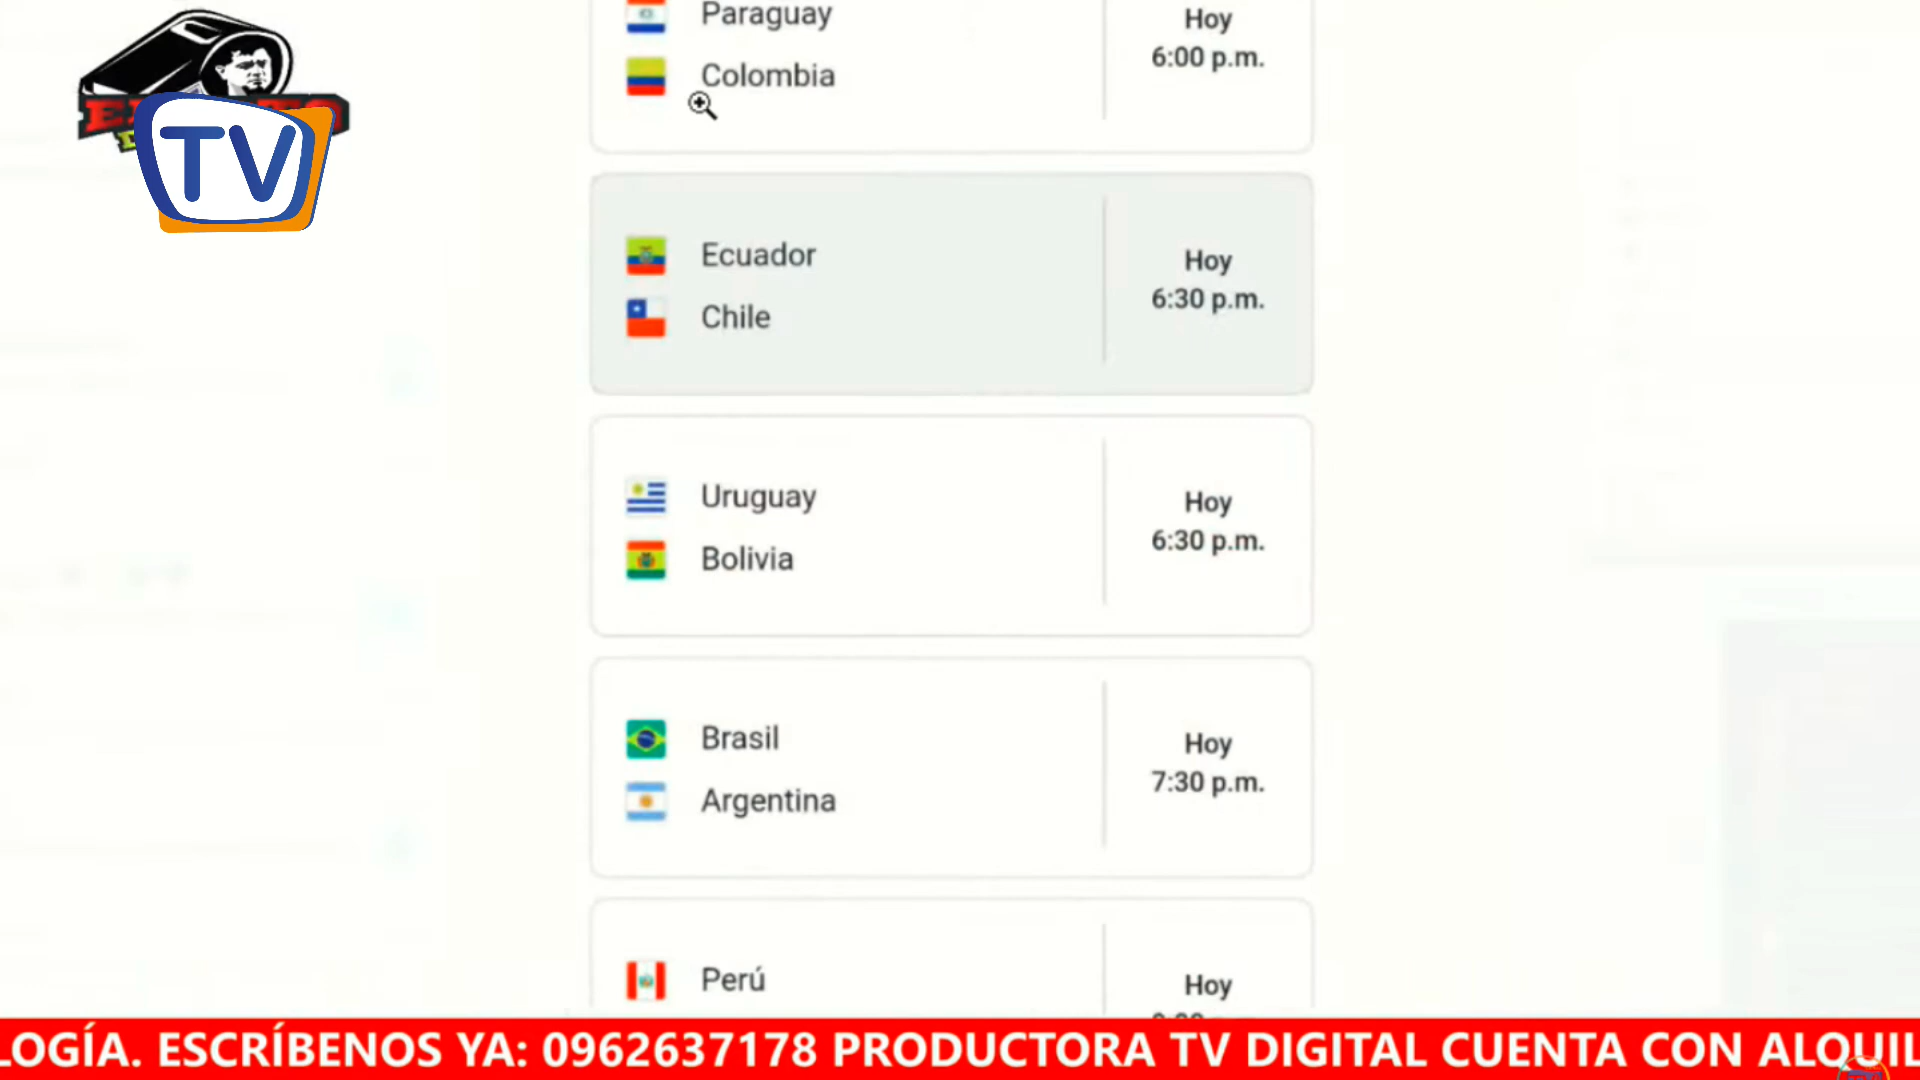 Paraguay
Hoy
6:00 p.m.
Colombia
TV
Ecuador
Hoy
6:30 p.m.
Chile
Uruguay
Hoy
6:30 p.m.
Bolivia
Brasil
Hoy
7:30 p.m.
Argentina
Perú
Hoy
LOGÍA. ESCRÍBENOS YA: 0962637178 PRODUCTORA TV DIGITAL CUENTA CON ALQUIL